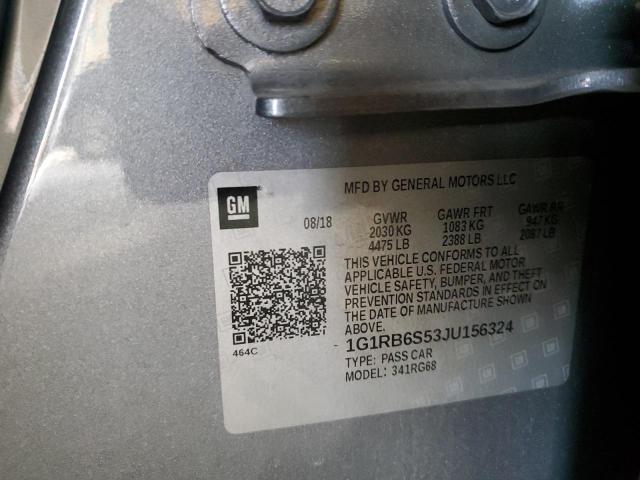 GM
MFD BY GENERAL MOTORS LLC
08/18 GVWR GAWR FRT GAWR RR
2030 KG 1083 KG 947 KG
4475 LB 2388 LB 2087 LB
THIS VEHICLE CONFORMS TO ALL
APPLICABLE U.S. FEDERAL MOTOR
VEHICLE SAFETY, BUMPER, AND THEFT
PREVENTION STANDARDS IN EFFECT ON
THE DATE OF MANUFACTURE SHOWN
ABOVE.
464C
1G1RB6S53JU156324
TYPE: PASS CAR
MODEL: 341RG68